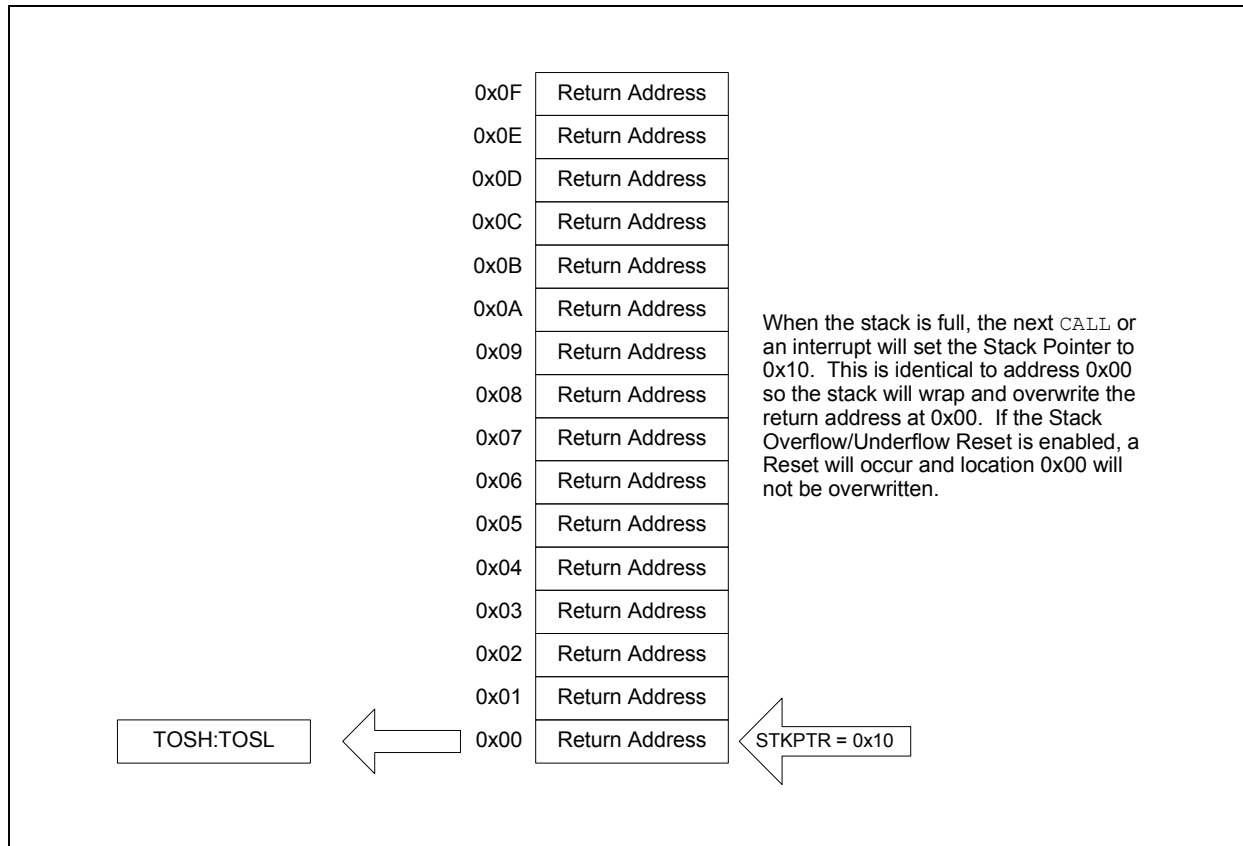 0x0F Return Address
0x0E Return Address
0x0D Return Address
0x0C Return Address
0x0B Return Address
0x0A Return Address
0x09 Return Address
0x08 Return Address
0x07 Return Address
0x06 Return Address
0x05 Return Address
0x04 Return Address
0x03 Return Address
0x02 Return Address
0x01 Return Address
TOSH:TOSL 0x00 Return Address STKPTR = 0x10
When the stack is full, the next CALL or
an interrupt will set the Stack Pointer to
0x10. This is identical to address 0x00
so the stack will wrap and overwrite the
return address at 0x00. If the Stack
Overflow/Underflow Reset is enabled, a
Reset will occur and location 0x00 will
not be overwritten.